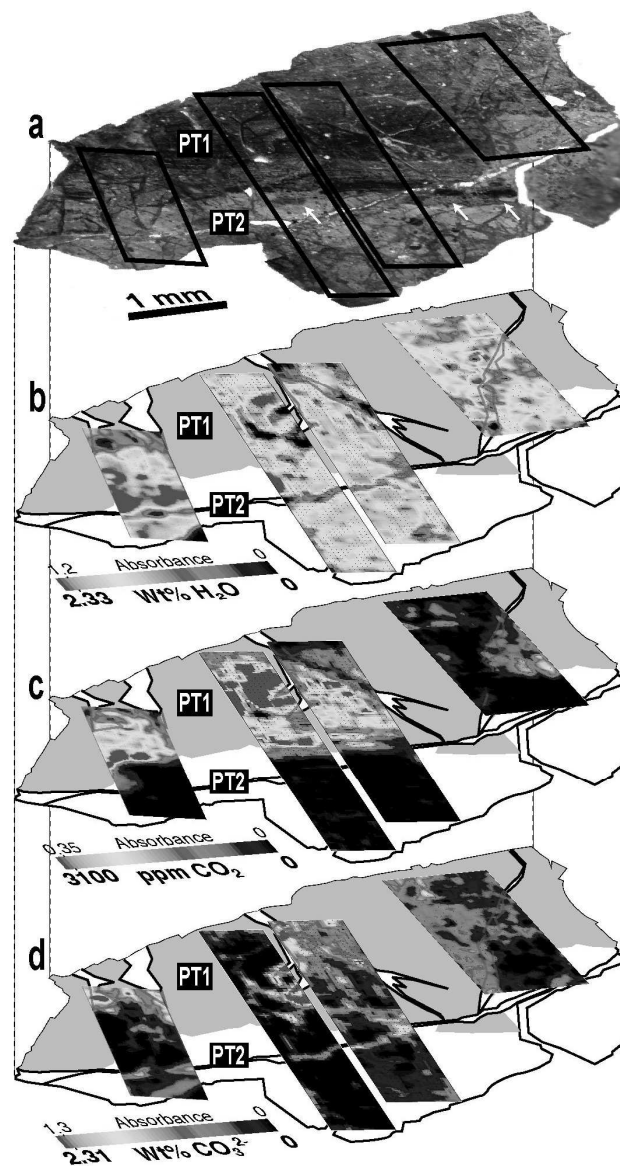 a
PT1
PT2
1 mm
b
PT1
PT2
1.2 Absorbance 0
2.33 Wt% H₂O 0
c
PT1
PT2
0.35 Absorbance 0
3100 ppm CO₂ 0
d
PT1
PT2
1.3 Absorbance 0
2.31 Wt% CO₃²⁻ 0